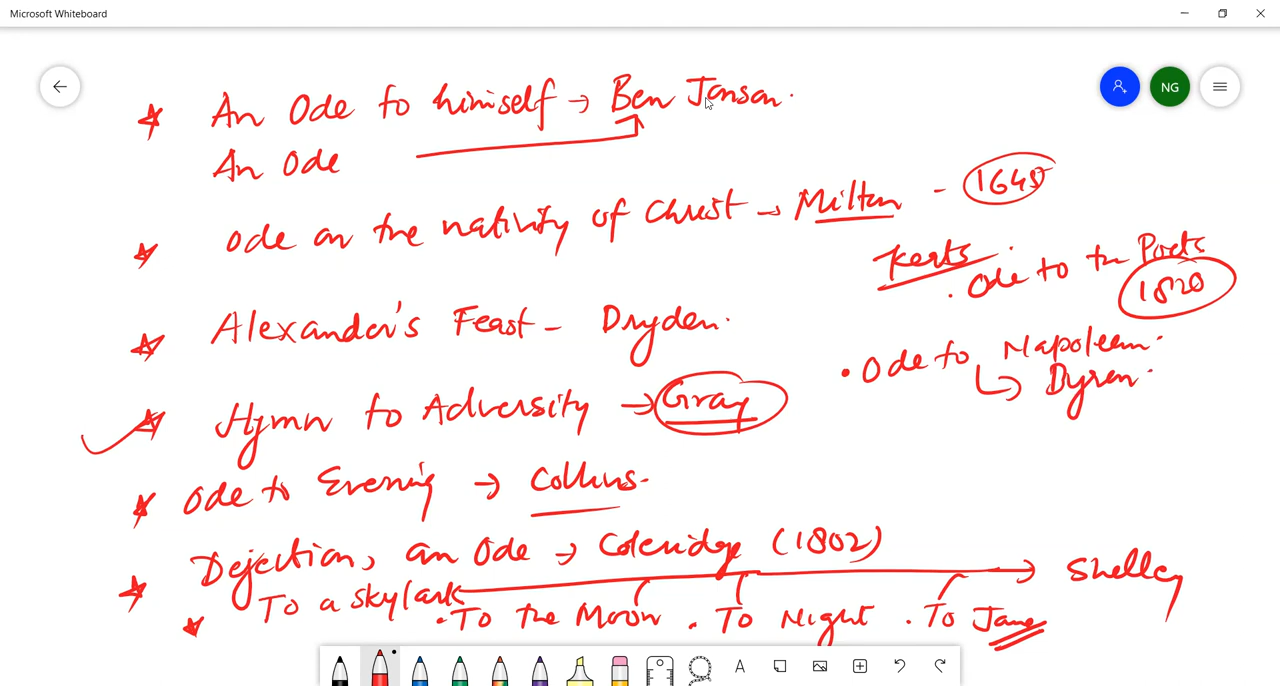 Microsoft Whiteboard
NG
An Ode to himself → Ben Jonson.
An Ode
Ode on the nativity of Christ → Milton - 1645
Keats
. Ode to the Poets
1820
Alexander's Feast - Dryden.
. Ode to Napoleon.
↳ Byron.
Hymn to Adversity → Gray
Ode to Evening → Collins.
Dejection, an Ode → Coleridge (1802)
To a skylark → Shelley
. To the Moon . To Night . To Jane
A